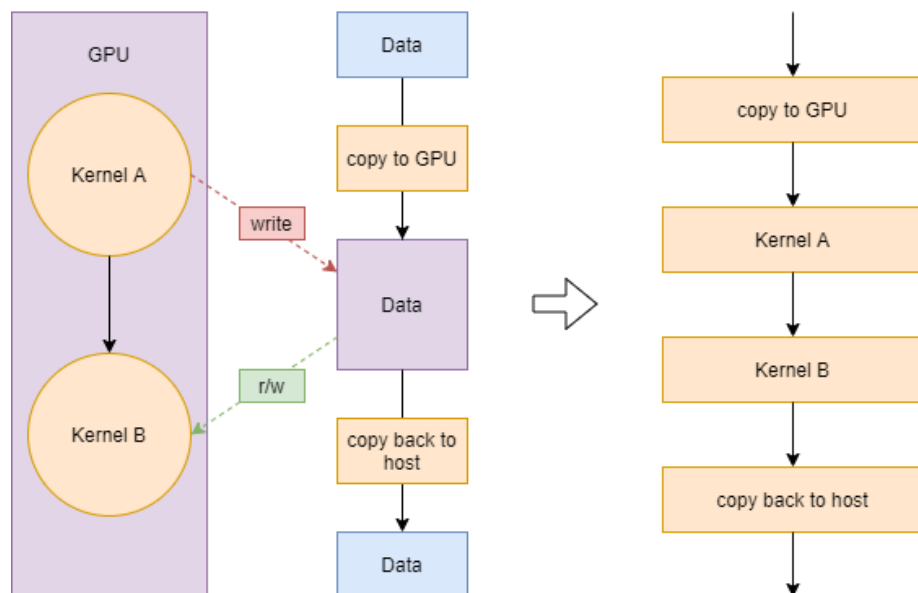 GPU
Kernel A
Kernel B
Data
copy to GPU
write
Data
r/w
copy back to
host
Data
copy to GPU
Kernel A
Kernel B
copy back to host